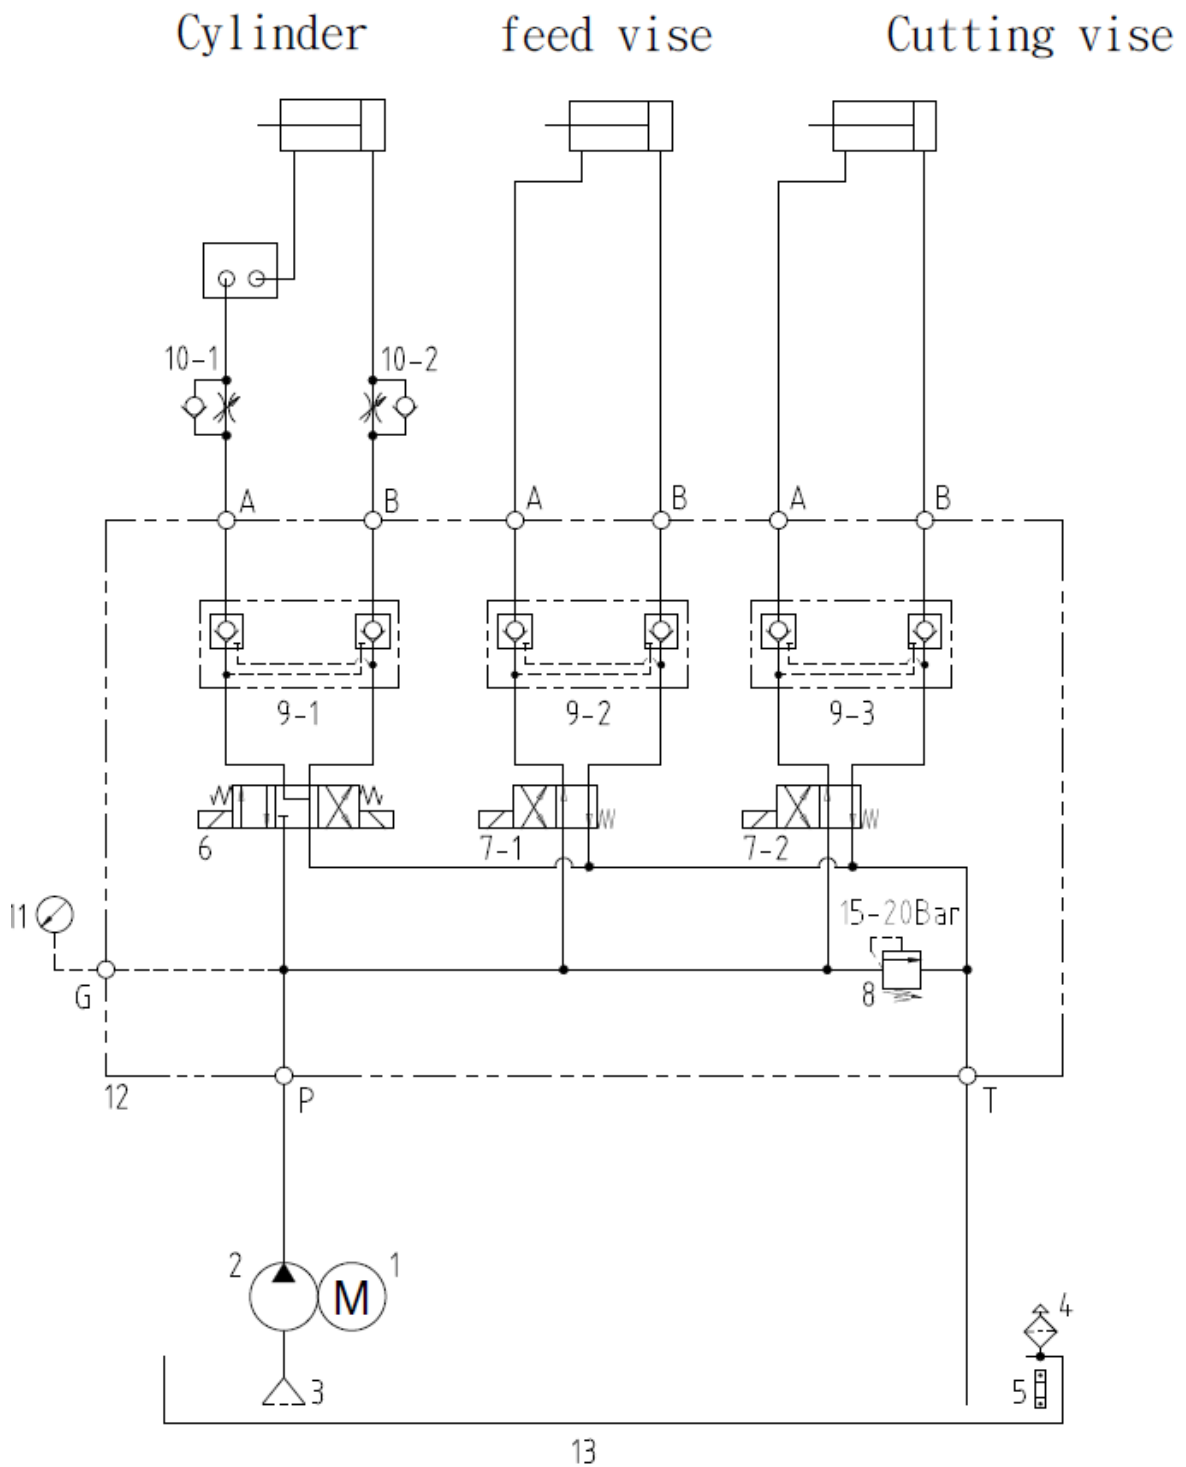 Cylinder feed vise Cutting vise
10-1 10-2
A B A B A B
9-1 9-2 9-3
6 7-1 7-2
11 15-20Bar
G 8
12 P T
2 M 1
4
3 5
13